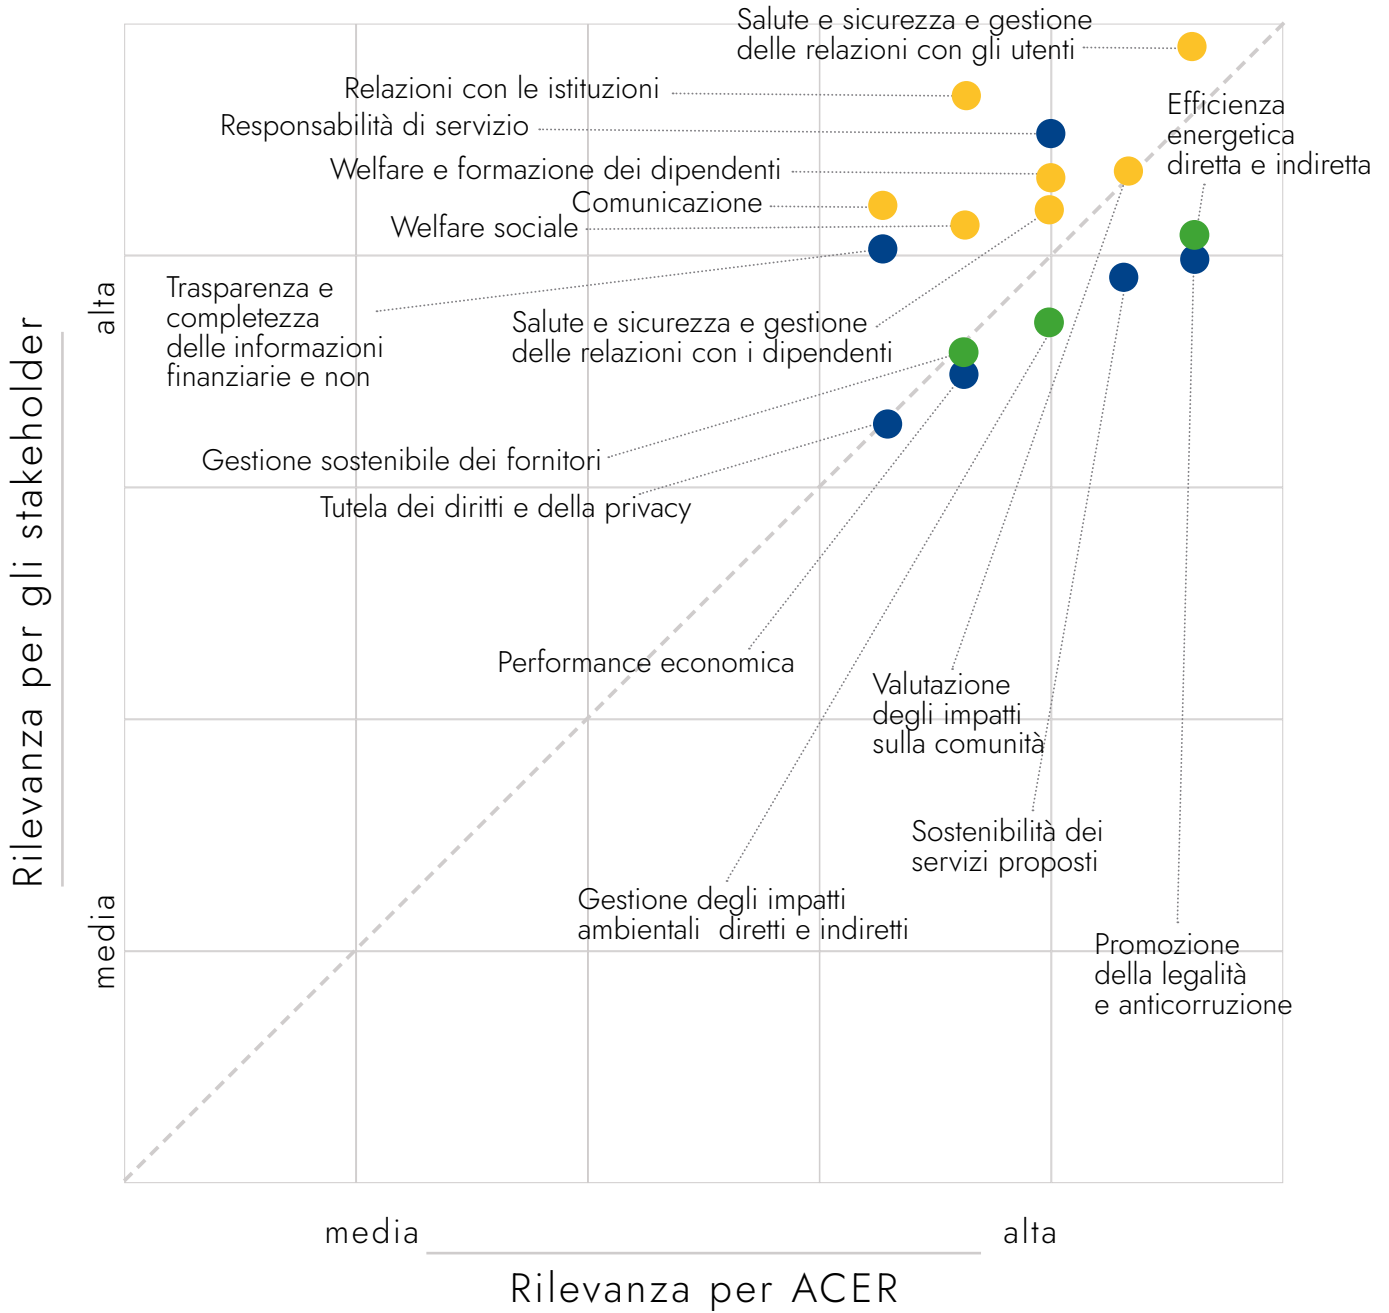 Salute e sicurezza e gestione
delle relazioni con gli utenti
Relazioni con le istituzioni
Efficienza
energetica
diretta e indiretta
Responsabilità di servizio
Welfare e formazione dei dipendenti
Comunicazione
Welfare sociale
Trasparenza e
completezza
delle informazioni
finanziarie e non
Salute e sicurezza e gestione
delle relazioni con i dipendenti
Gestione sostenibile dei fornitori
Tutela dei diritti e della privacy
Performance economica
Valutazione
degli impatti
sulla comunità
Sostenibilità dei
servizi proposti
Gestione degli impatti
ambientali diretti e indiretti
Promozione
della legalità
e anticorruzione
alta
media
Rilevanza per gli stakeholder
media
alta
Rilevanza per ACER